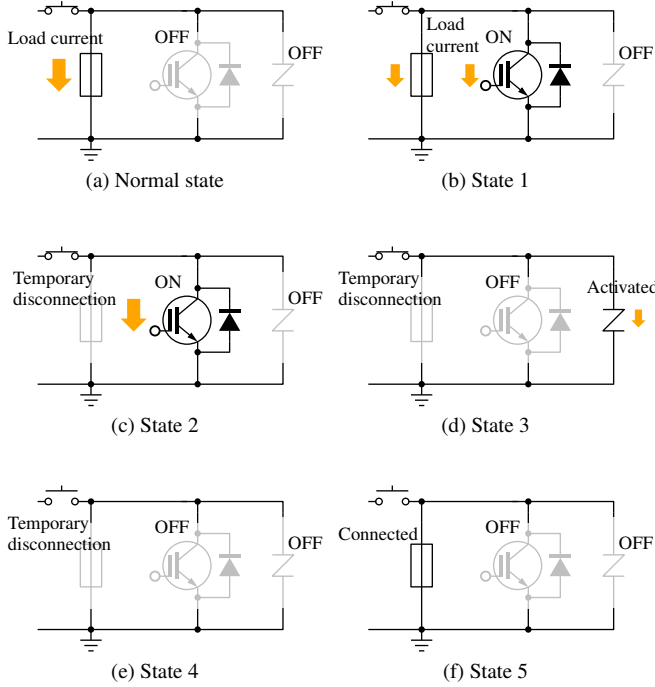 Load current
OFF
OFF
(a) Normal state
Load
current
ON
OFF
(b) State 1
Temporary
disconnection
ON
OFF
(c) State 2
Temporary
disconnection
OFF
Activated
(d) State 3
Temporary
disconnection
OFF
OFF
(e) State 4
Connected
OFF
OFF
(f) State 5